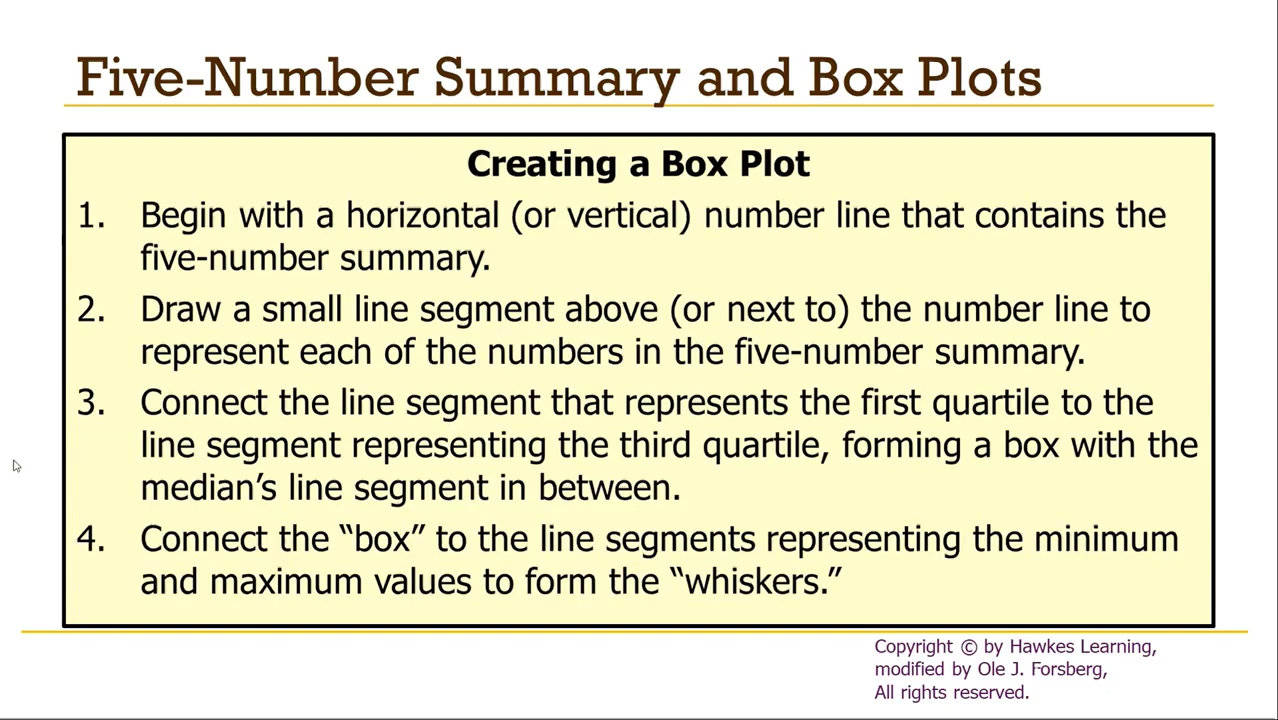 Five-Number Summary and Box Plots
Creating a Box Plot
1. Begin with a horizontal (or vertical) number line that contains the
five-number summary.
2. Draw a small line segment above (or next to) the number line to
represent each of the numbers in the five-number summary.
3. Connect the line segment that represents the first quartile to the
line segment representing the third quartile, forming a box with the
median’s line segment in between.
4. Connect the “box” to the line segments representing the minimum
and maximum values to form the “whiskers.”
Copyright © by Hawkes Learning,
modified by Ole J. Forsberg,
All rights reserved.